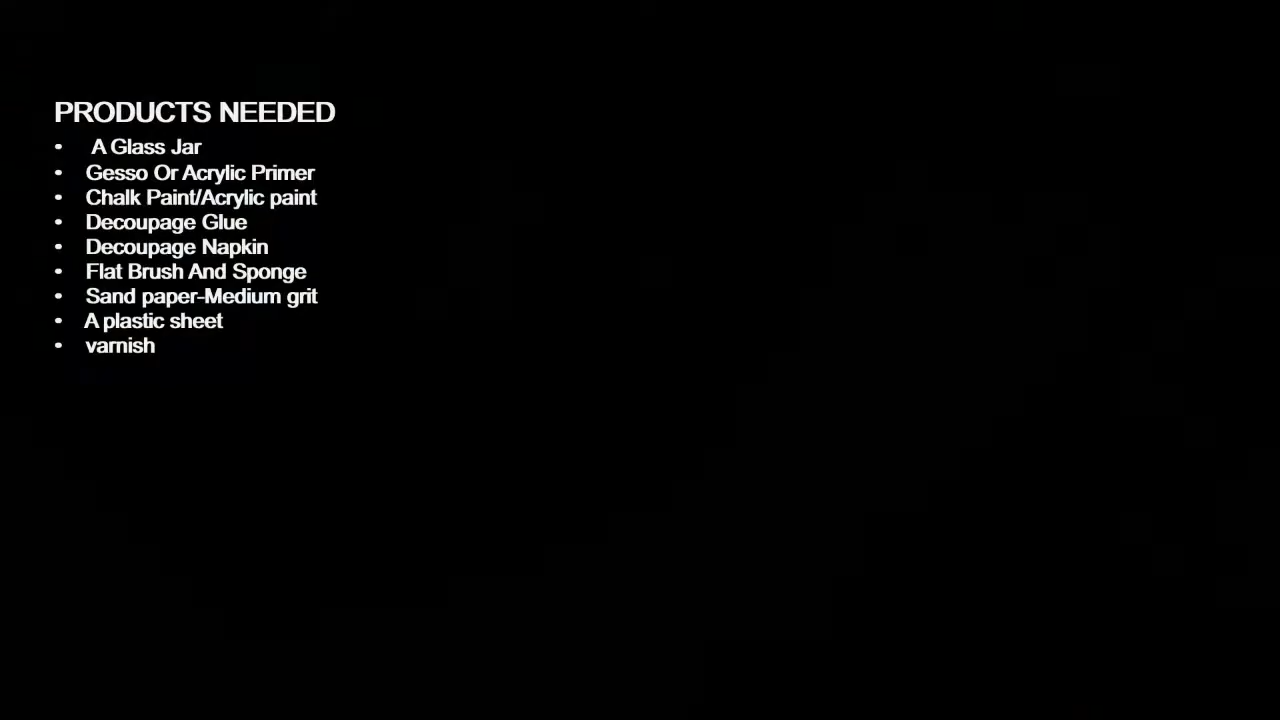 PRODUCTS NEEDED
• A Glass Jar
• Gesso Or Acrylic Primer
• Chalk Paint/Acrylic paint
• Decoupage Glue
• Decoupage Napkin
• Flat Brush And Sponge
• Sand paper-Medium grit
• A plastic sheet
• varnish